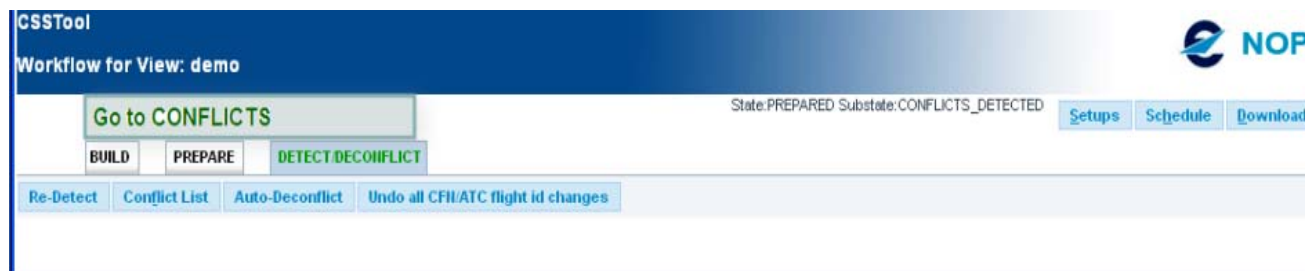 CSSTool
NOP
Workflow for View: demo
Go to CONFLICTS
State:PREPARED Substate:CONFLICTS_DETECTED
Setups Schedule Download
BUILD PREPARE DETECT/DECONFLICT
Re-Detect Conflict List Auto-Deconflict Undo all CFN/ATC flight id changes